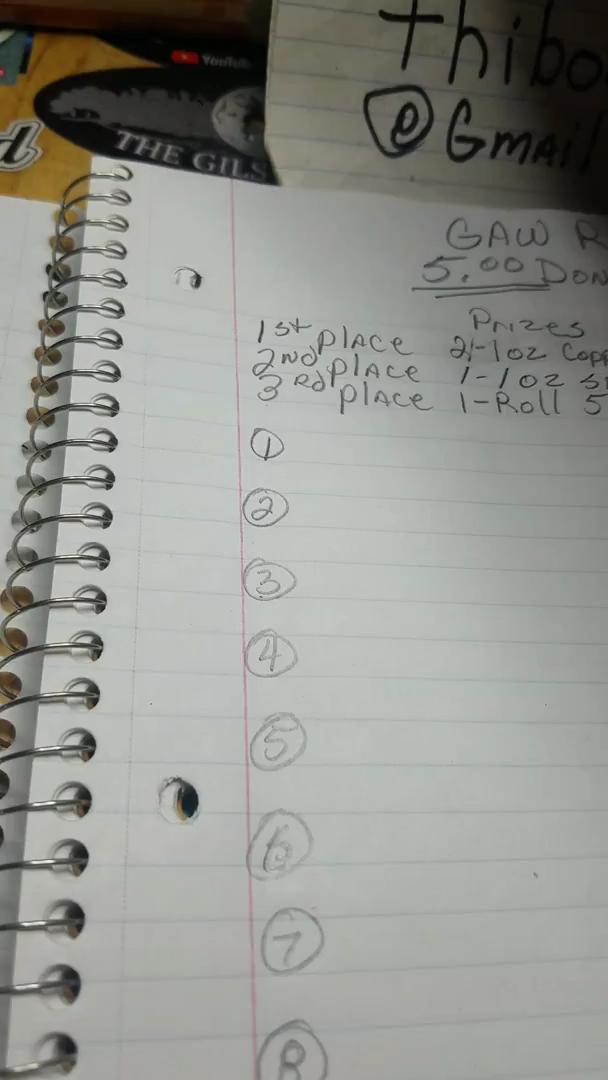 thibo
@Gmail
YouTube
THE GILS
d
GAW R
5.00 DON
Prizes
1st place 2-1oz Copp
2ND place 1-1oz Si
3RD place 1-Roll 5
1
2
3
4
5
6
7
8